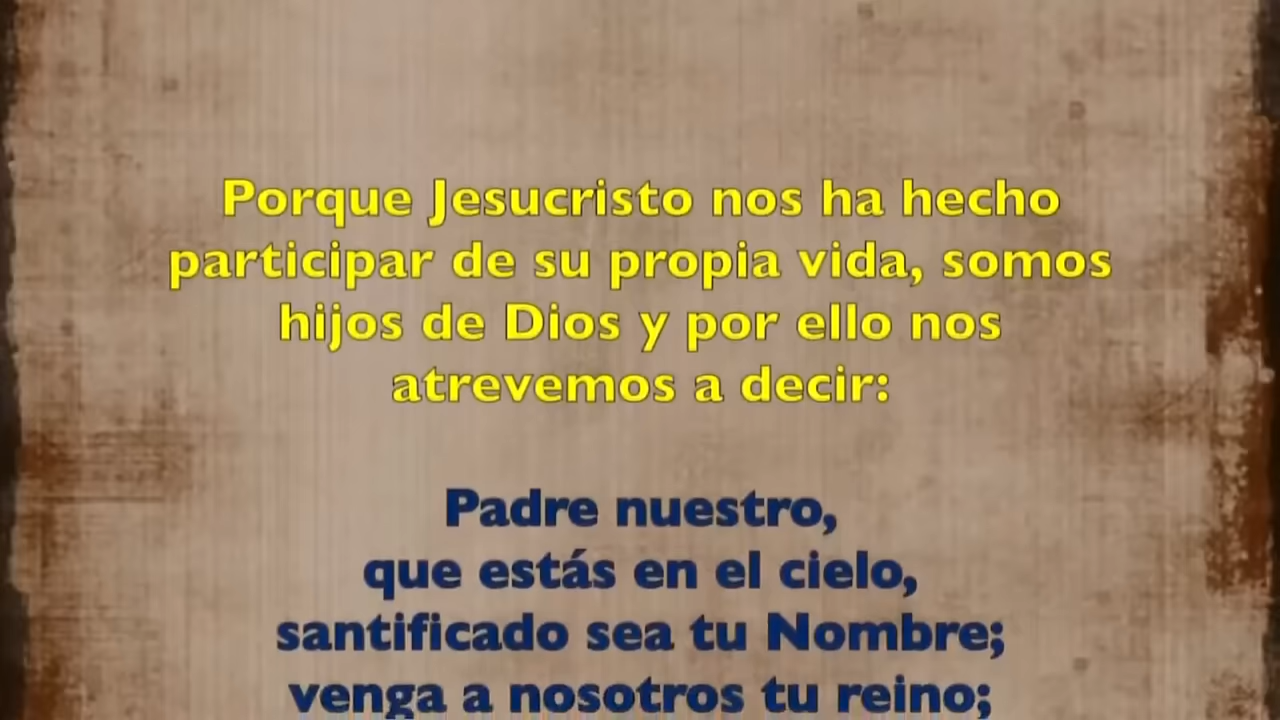 Porque Jesucristo nos ha hecho
participar de su propia vida, somos
hijos de Dios y por ello nos
atrevemos a decir:
Padre nuestro,
que estás en el cielo,
santificado sea tu Nombre;
venga a nosotros tu reino;